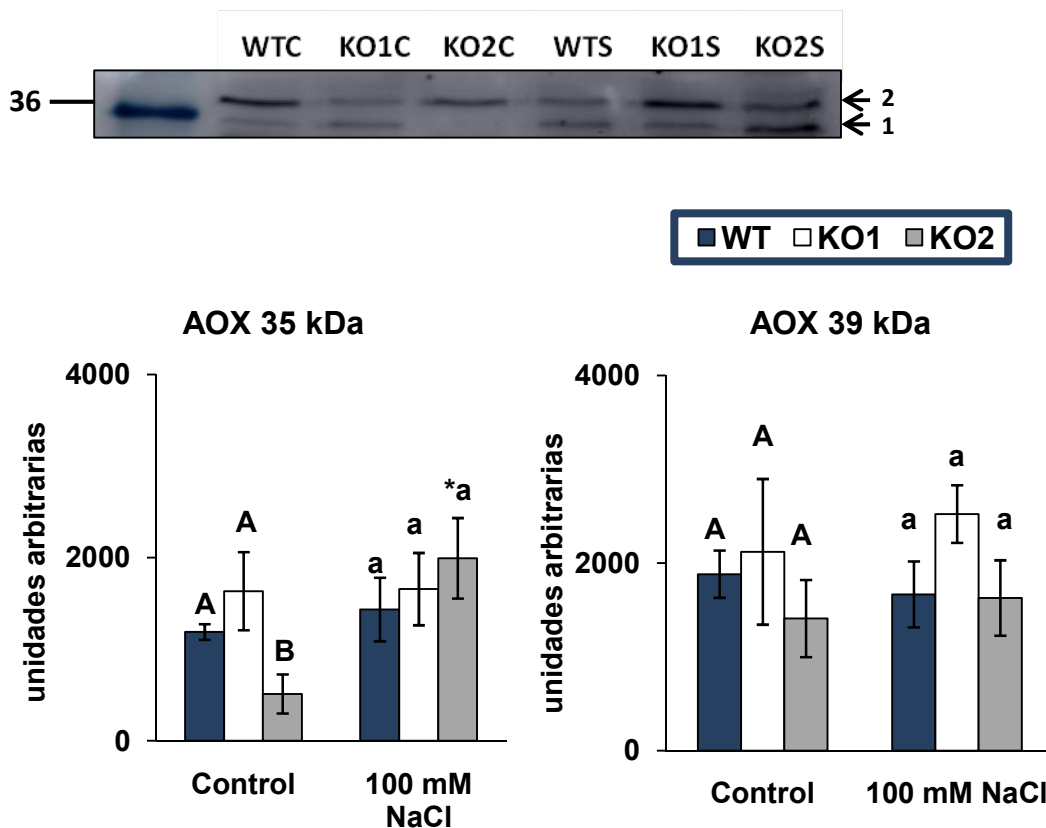 WTC KO1C KO2C WTS KO1S KO2S
36
2
1
WT KO1 KO2
AOX 35 kDa
unidades arbitrarias
4000
2000
0
A
A
B
a
a
*a
Control
100 mM
NaCl
AOX 39 kDa
unidades arbitrarias
4000
2000
0
A
A
A
a
a
a
Control
100 mM NaCl